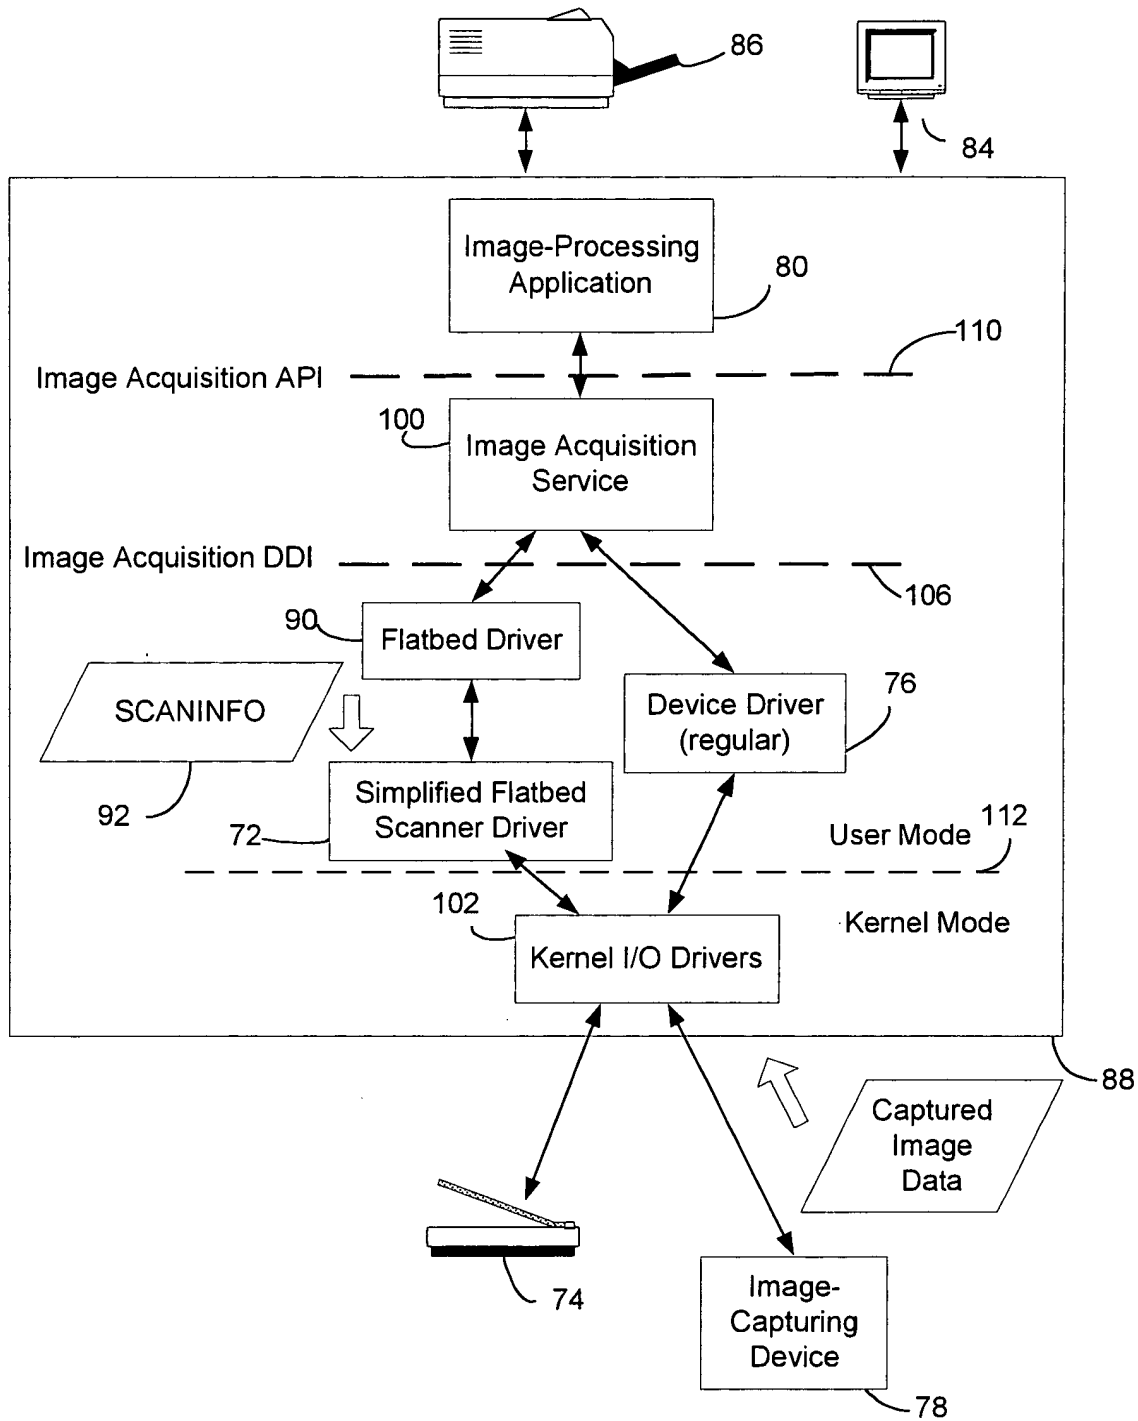 86
84
Image-Processing
Application
80
110
Image Acquisition API
100
Image Acquisition
Service
Image Acquisition DDI
106
90
Flatbed Driver
SCANINFO
76
Device Driver
(regular)
92
Simplified Flatbed
Scanner Driver
72
User Mode
112
102
Kernel Mode
Kernel I/O Drivers
88
Captured
Image
Data
74
Image-
Capturing
Device
78